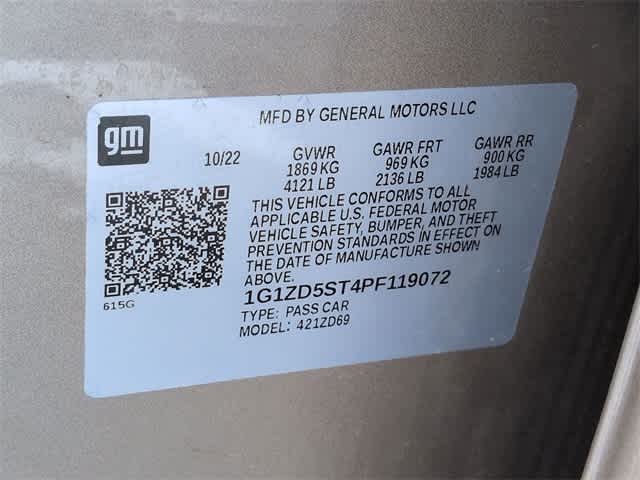 MFD BY GENERAL MOTORS LLC
gm
10/22 GVWR GAWR FRT GAWR RR
1869 KG 969 KG 900 KG
4121 LB 2136 LB 1984 LB
THIS VEHICLE CONFORMS TO ALL
APPLICABLE U.S. FEDERAL MOTOR
VEHICLE SAFETY, BUMPER, AND THEFT
PREVENTION STANDARDS IN EFFECT ON
THE DATE OF MANUFACTURE SHOWN
ABOVE.
615G
1G1ZD5ST4PF119072
TYPE: PASS CAR
MODEL: 421ZD69